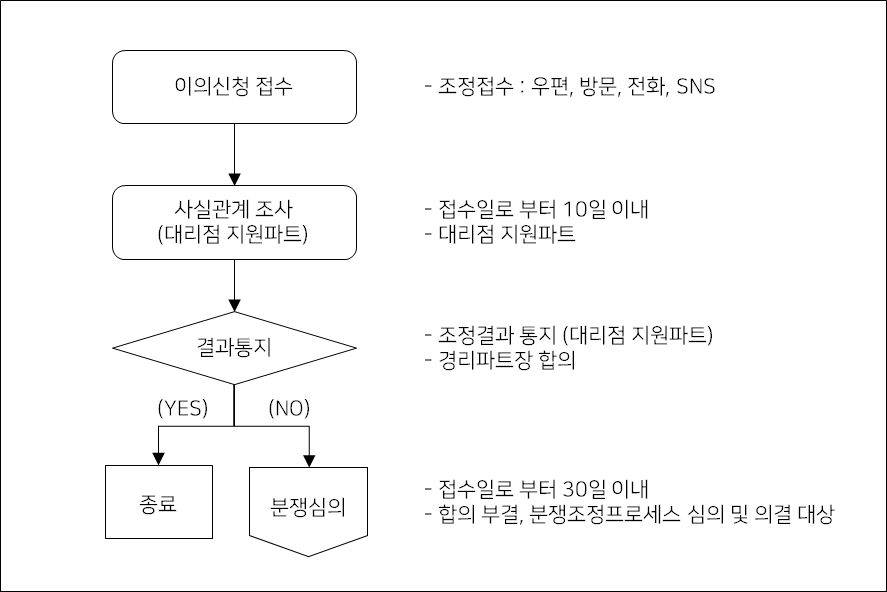 이의신청 접수
- 조정접수 : 우편, 방문, 전화, SNS
사실관계 조사
(대리점 지원파트)
- 접수일로 부터 10일 이내
- 대리점 지원파트
결과통지
- 조정결과 통지 (대리점 지원파트)
- 경리파트장 합의
(YES)
(NO)
종료
분쟁심의
- 접수일로 부터 30일 이내
- 합의 부결, 분쟁조정프로세스 심의 및 의결 대상